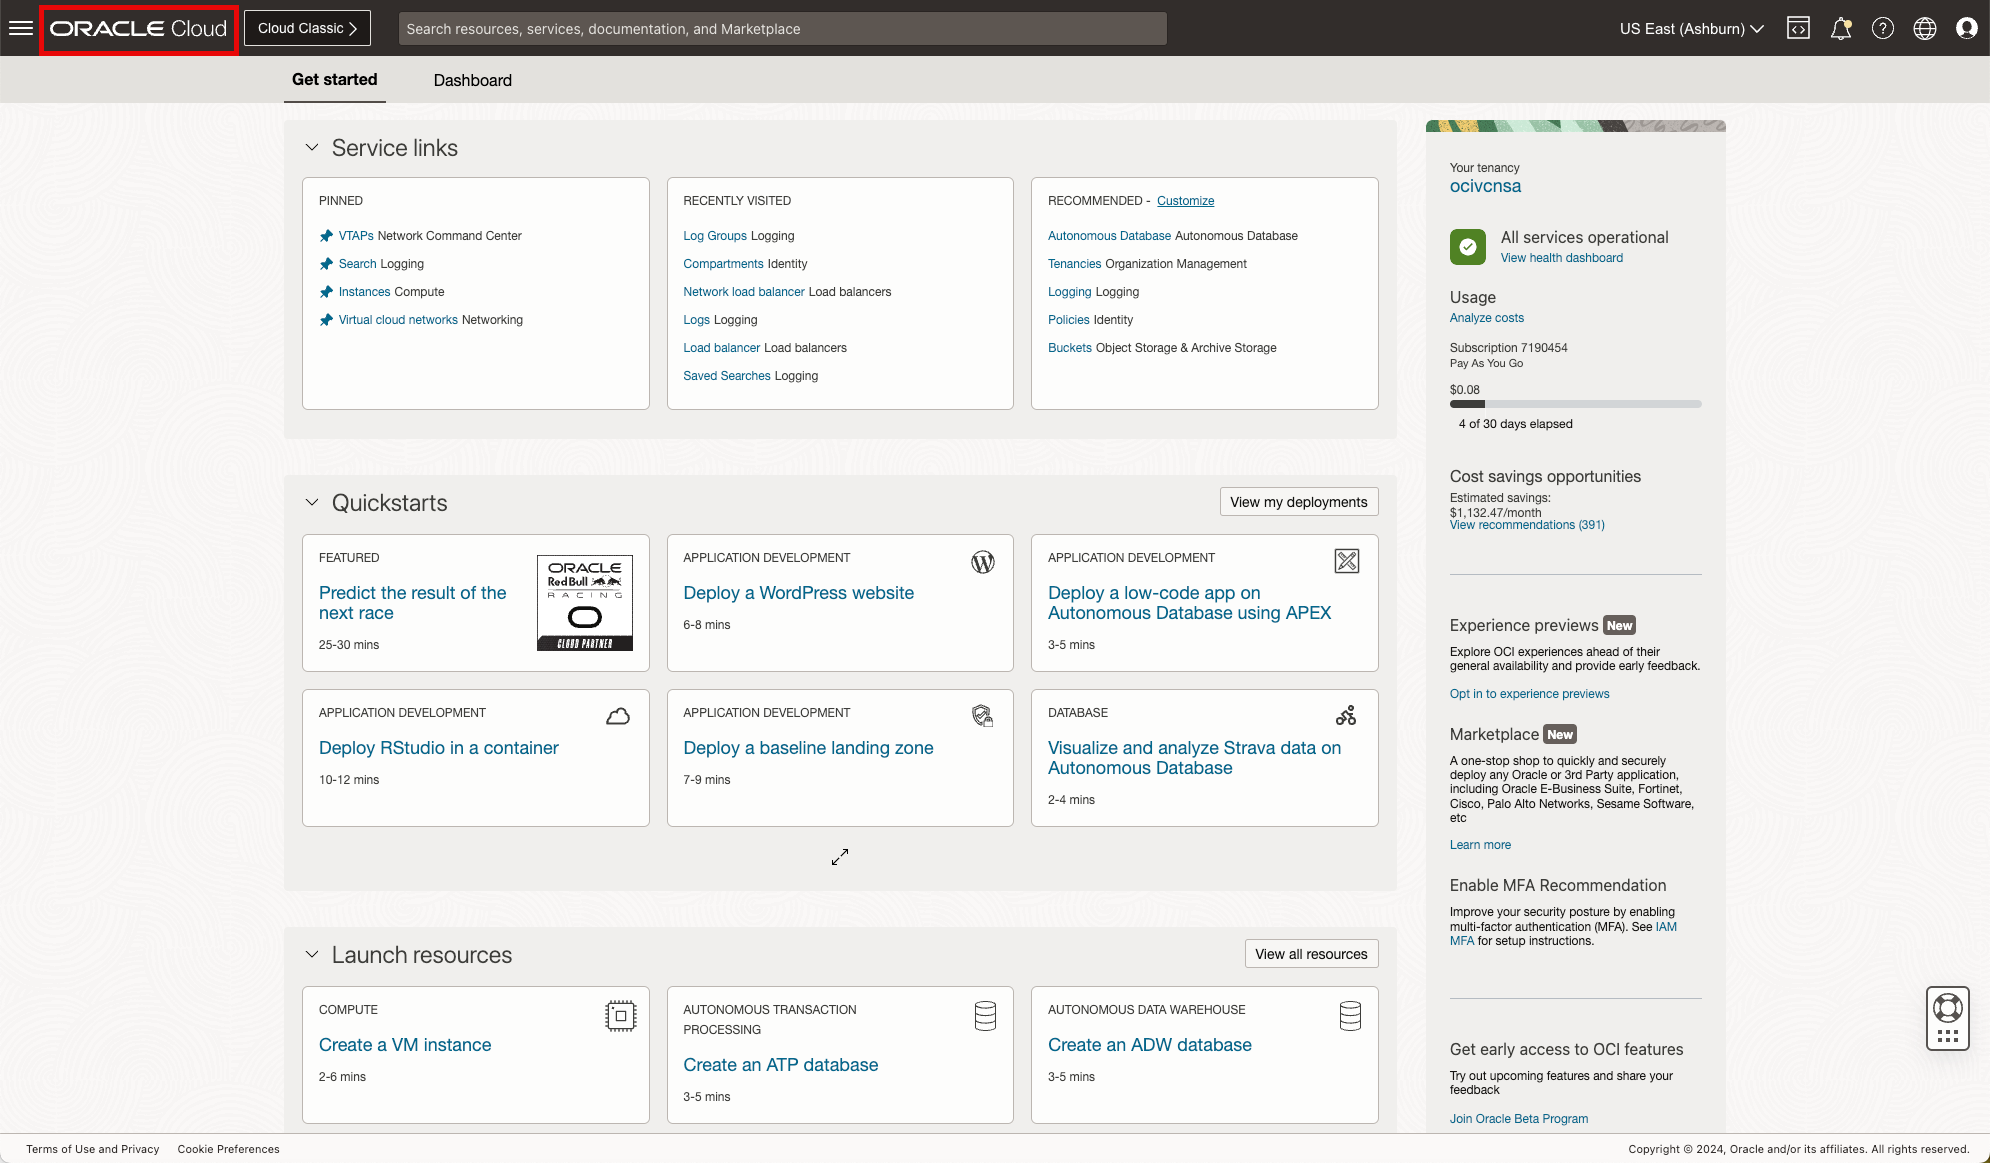 ORACLE Cloud
Cloud Classic
Search resources, services, documentation, and Marketplace
US East (Ashburn)
Get started
Dashboard
Service links
PINNED
VTAPs Network Command Center
Search Logging
Instances Compute
Virtual cloud networks Networking
RECENTLY VISITED
Log Groups Logging
Compartments Identity
Network load balancer Load balancers
Logs Logging
Load balancer Load balancers
Saved Searches Logging
RECOMMENDED - Customize
Autonomous Database Autonomous Database
Tenancies Organization Management
Logging Logging
Policies Identity
Buckets Object Storage & Archive Storage
Quickstarts
View my deployments
FEATURED
Predict the result of the
next race
25-30 mins
ORACLE
Red Bull
RACING
CLOUD PARTNER
APPLICATION DEVELOPMENT
Deploy a WordPress website
6-8 mins
APPLICATION DEVELOPMENT
Deploy a low-code app on
Autonomous Database using APEX
3-5 mins
APPLICATION DEVELOPMENT
Deploy RStudio in a container
10-12 mins
APPLICATION DEVELOPMENT
Deploy a baseline landing zone
7-9 mins
DATABASE
Visualize and analyze Strava data on
Autonomous Database
2-4 mins
Launch resources
View all resources
COMPUTE
Create a VM instance
2-6 mins
AUTONOMOUS TRANSACTION
PROCESSING
Create an ATP database
3-5 mins
AUTONOMOUS DATA WAREHOUSE
Create an ADW database
3-5 mins
Your tenancy
ocivcnsa
All services operational
View health dashboard
Usage
Analyze costs
Subscription 7190454
Pay As You Go
$0.08
4 of 30 days elapsed
Cost savings opportunities
Estimated savings:
$1,132.47/month
View recommendations (391)
Experience previews New
Explore OCI experiences ahead of their
general availability and provide early feedback.
Opt in to experience previews
Marketplace New
A one-stop shop to quickly and securely
deploy any Oracle or 3rd Party application,
including Oracle E-Business Suite, Fortinet,
Cisco, Palo Alto Networks, Sesame Software,
etc
Learn more
Enable MFA Recommendation
Improve your security posture by enabling
multi-factor authentication (MFA). See IAM
MFA for setup instructions.
Get early access to OCI features
Try out upcoming features and share your
feedback
Join Oracle Beta Program
Terms of Use and Privacy
Cookie Preferences
Copyright © 2024, Oracle and/or its affiliates. All rights reserved.